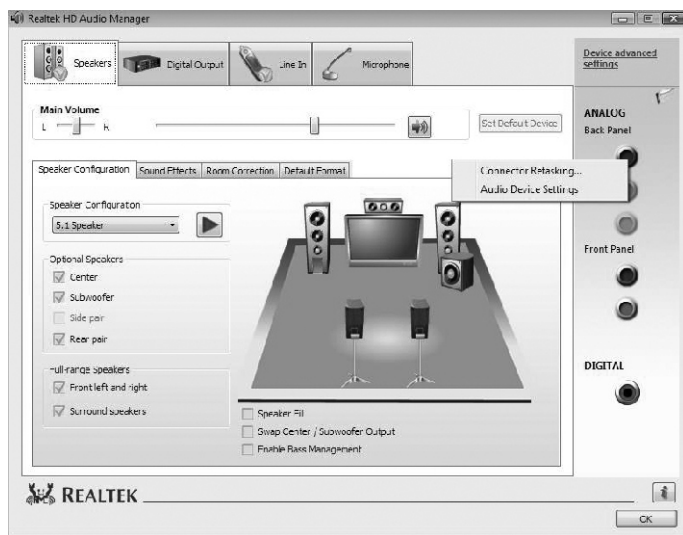 Realtek HD Audio Manager
Speakers
Digital Output
Line In
Microphone
Device advanced
settings
Main Volume
L
R
Set Default Device
ANALOG
Back Panel
Connector Retasking...
Audio Device Settings
Speaker Configuration
Sound Effects
Room Correction
Default Format
Speaker Configuration
5.1 Speaker
Optional Speakers
Center
Subwoofer
Side pair
Rear pair
Full-range Speakers
Front left and right
Surround speakers
Front Panel
DIGITAL
Speaker Fill
Swap Center / Subwoofer Output
Enable Bass Management
REALTEK
OK